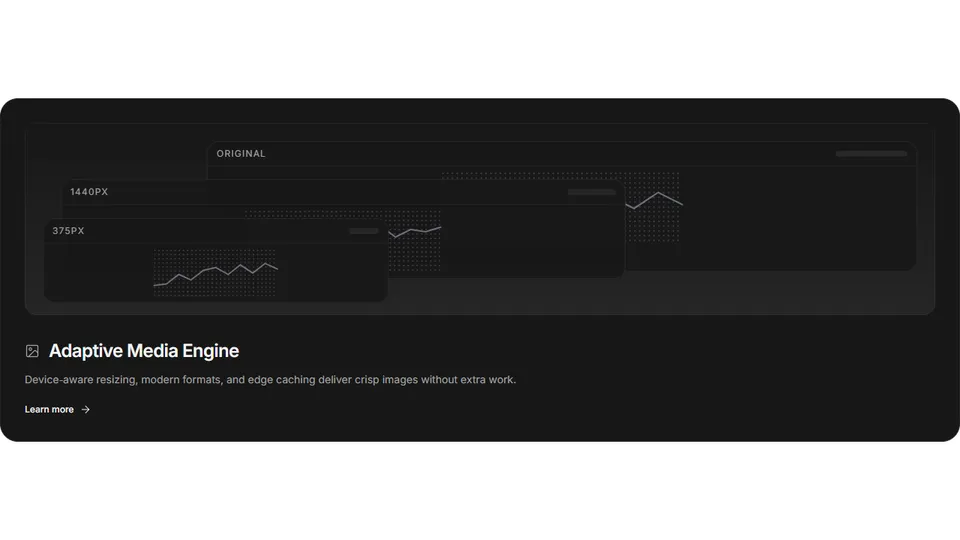 ORIGINAL
1440PX
375PX
Adaptive Media Engine
Device-aware resizing, modern formats, and edge caching deliver crisp images without extra work.
Learn more